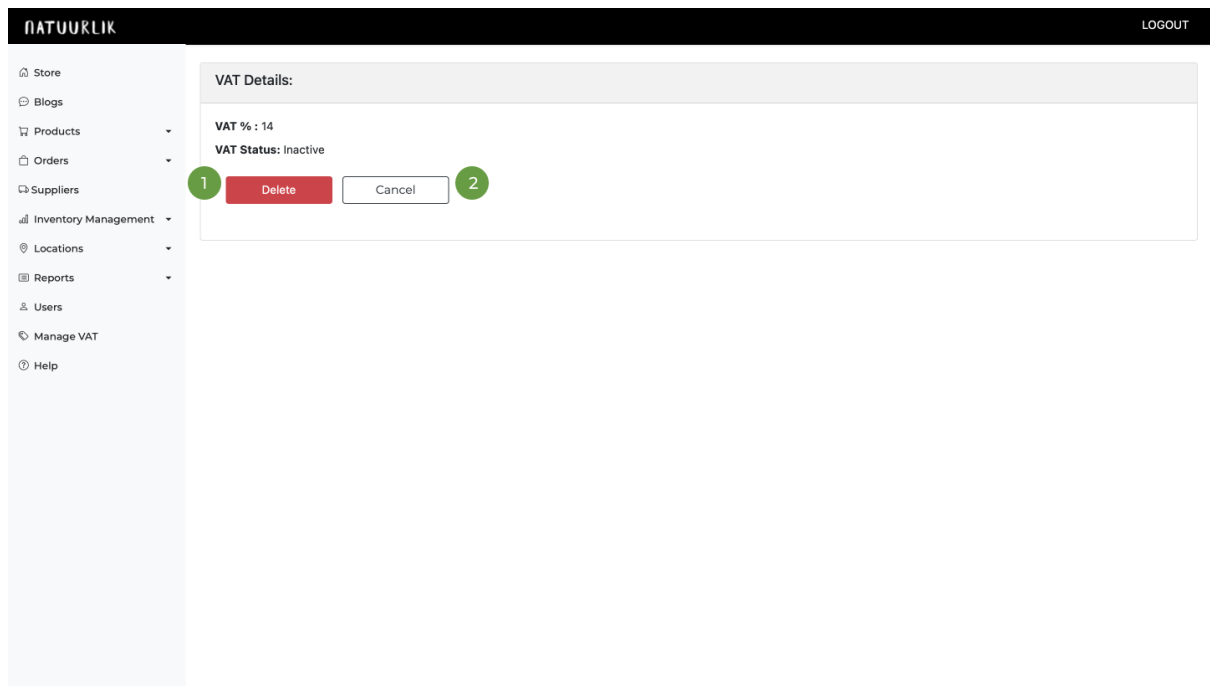 NATUURLIK
LOGOUT
Store
Blogs
Products
Orders
Suppliers
Inventory Management
Locations
Reports
Users
Manage VAT
Help
VAT Details:
VAT % : 14
VAT Status: Inactive
1 Delete Cancel 2